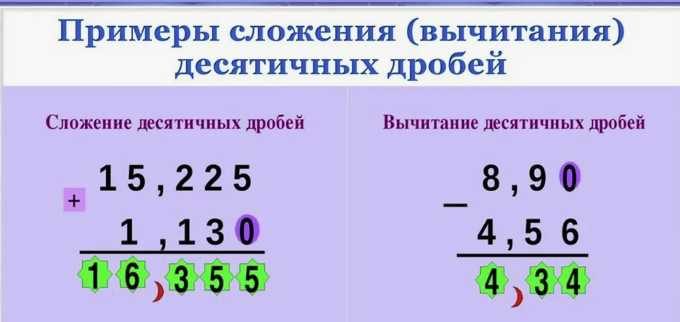 Примеры сложения (вычитания)
десятичных дробей
Сложение десятичных дробей
15,225
+
1,130
16,355
Вычитание десятичных дробей
8,90
–
4,56
4,34